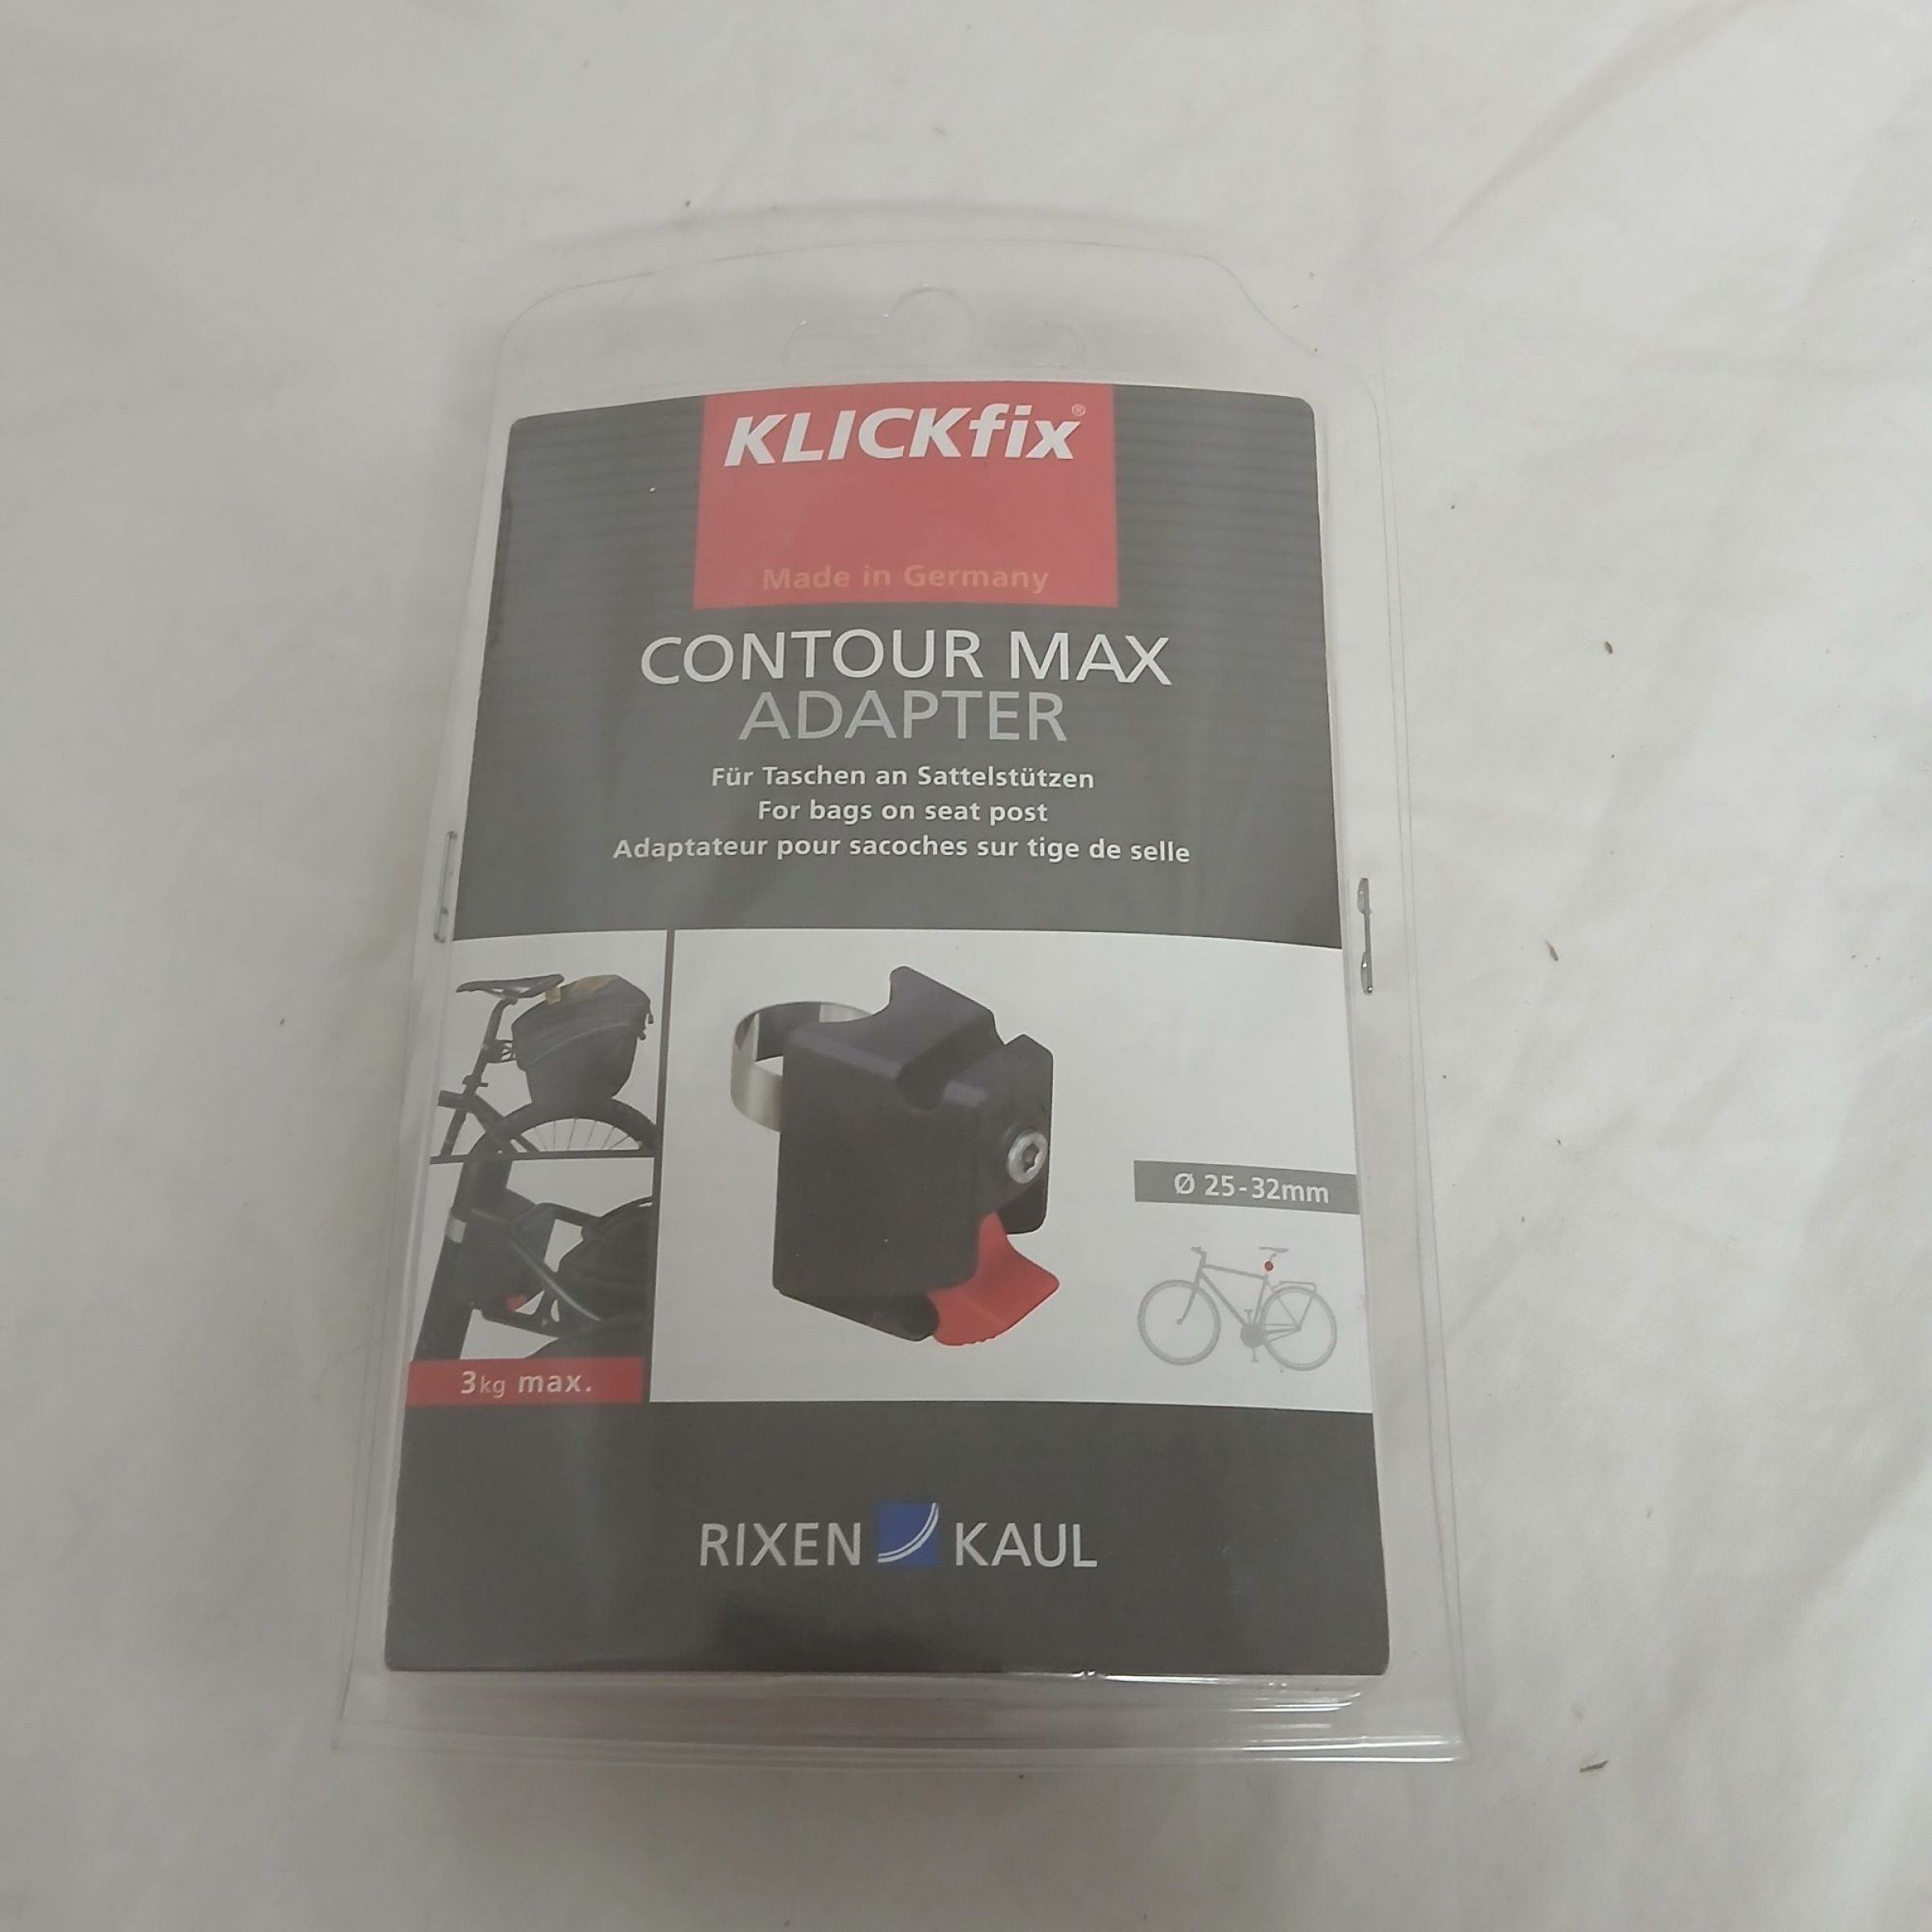 KLICKfix®
Made in Germany
CONTOUR MAX
ADAPTER
Für Taschen an Sattelstützen
For bags on seat post
Adaptateur pour sacoches sur tige de selle
Ø 25-32mm
3kg max.
RIXEN KAUL